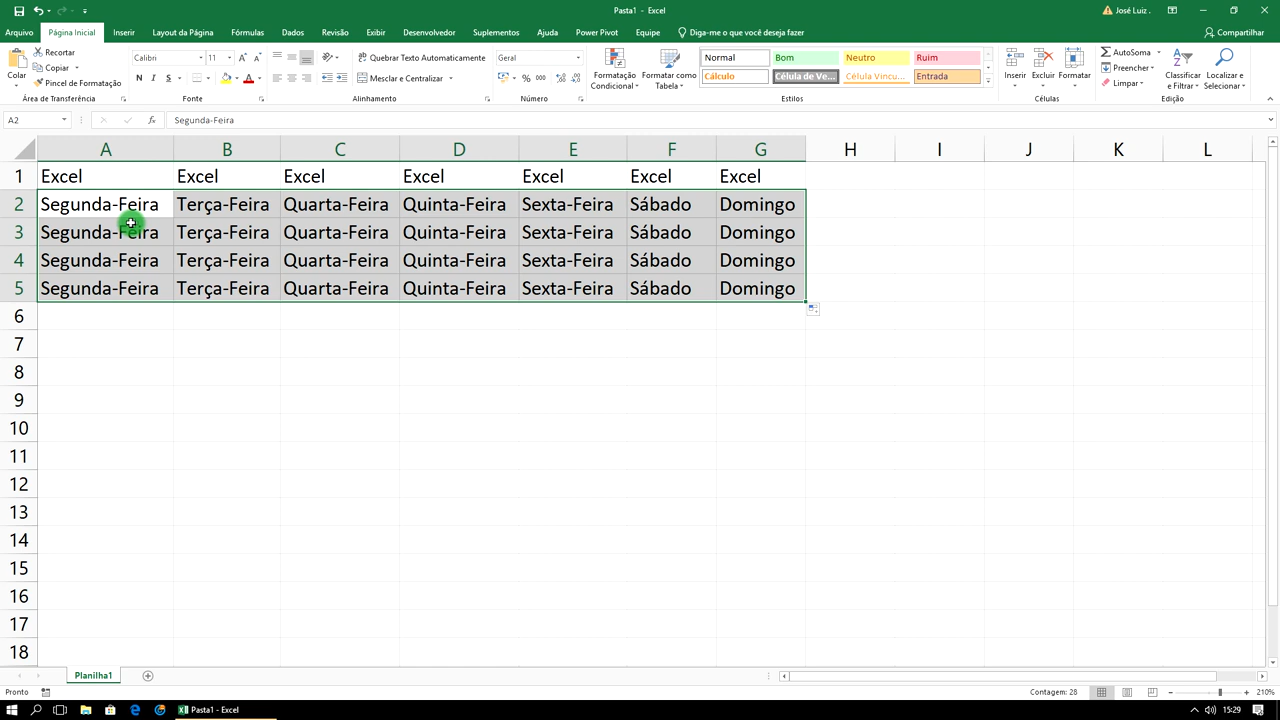 Pasta1 - Excel
José Luiz .
Arquivo Página Inicial Inserir Layout da Página Fórmulas Dados Revisão Exibir Desenvolvedor Suplementos Ajuda Power Pivot Equipe Diga-me o que você deseja fazer Compartilhar
Colar
Recortar
Copiar
Pincel de Formatação
Área de Transferência
Calibri 11
N I S
Fonte
Quebrar Texto Automaticamente
Mesclar e Centralizar
Alinhamento
Geral
% 000
Número
Formatação Condicional
Formatar como Tabela
Normal Bom Neutro Ruim
Cálculo Célula de Ve... Célula Vincu... Entrada
Estilos
Inserir Excluir Formatar
Células
AutoSoma
Preencher
Limpar
Classificar e Filtrar
Localizar e Selecionar
Edição
A2 fx Segunda-Feira
A B C D E F G H I J K L
1 Excel Excel Excel Excel Excel Excel Excel
2 Segunda-Feira Terça-Feira Quarta-Feira Quinta-Feira Sexta-Feira Sábado Domingo
3 Segunda-Feira Terça-Feira Quarta-Feira Quinta-Feira Sexta-Feira Sábado Domingo
4 Segunda-Feira Terça-Feira Quarta-Feira Quinta-Feira Sexta-Feira Sábado Domingo
5 Segunda-Feira Terça-Feira Quarta-Feira Quinta-Feira Sexta-Feira Sábado Domingo
6
7
8
9
10
11
12
13
14
15
16
17
18
Planilha1
Pronto Contagem: 28 210%
Pasta1 - Excel 15:29